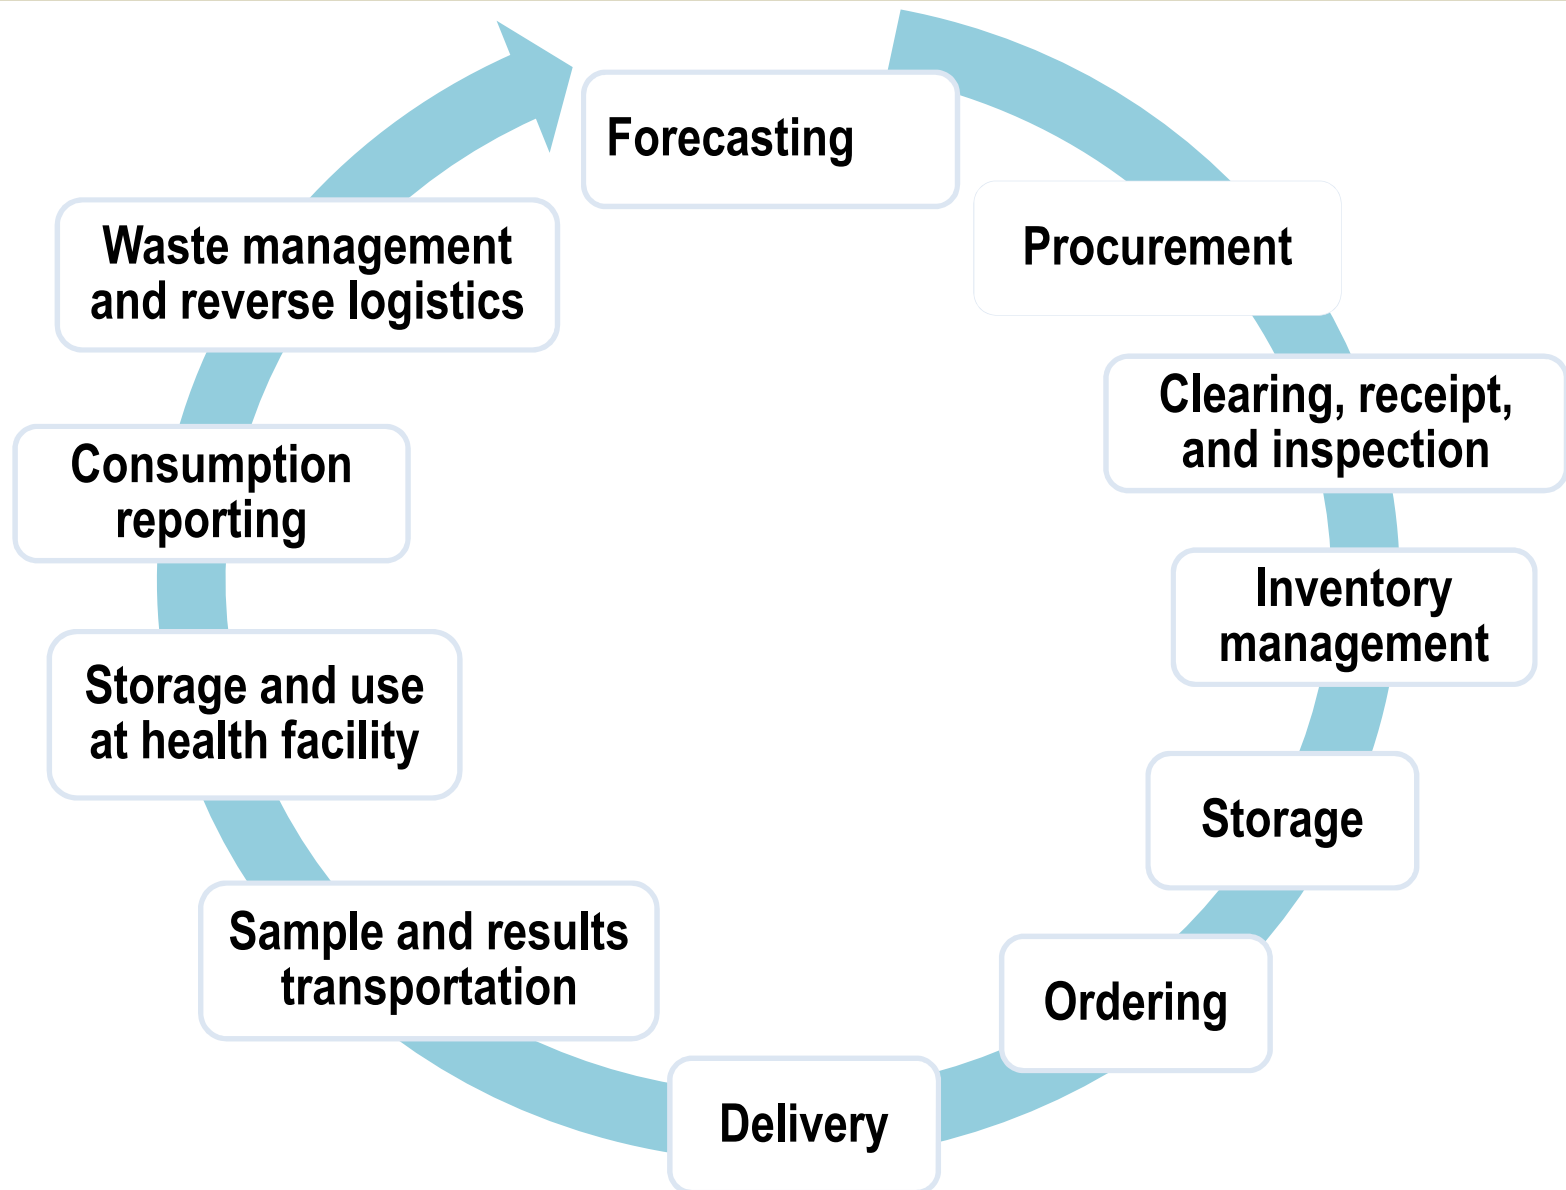 Forecasting
Procurement
Clearing, receipt,
and inspection
Inventory
management
Storage
Ordering
Delivery
Sample and results
transportation
Storage and use
at health facility
Consumption
reporting
Waste management
and reverse logistics